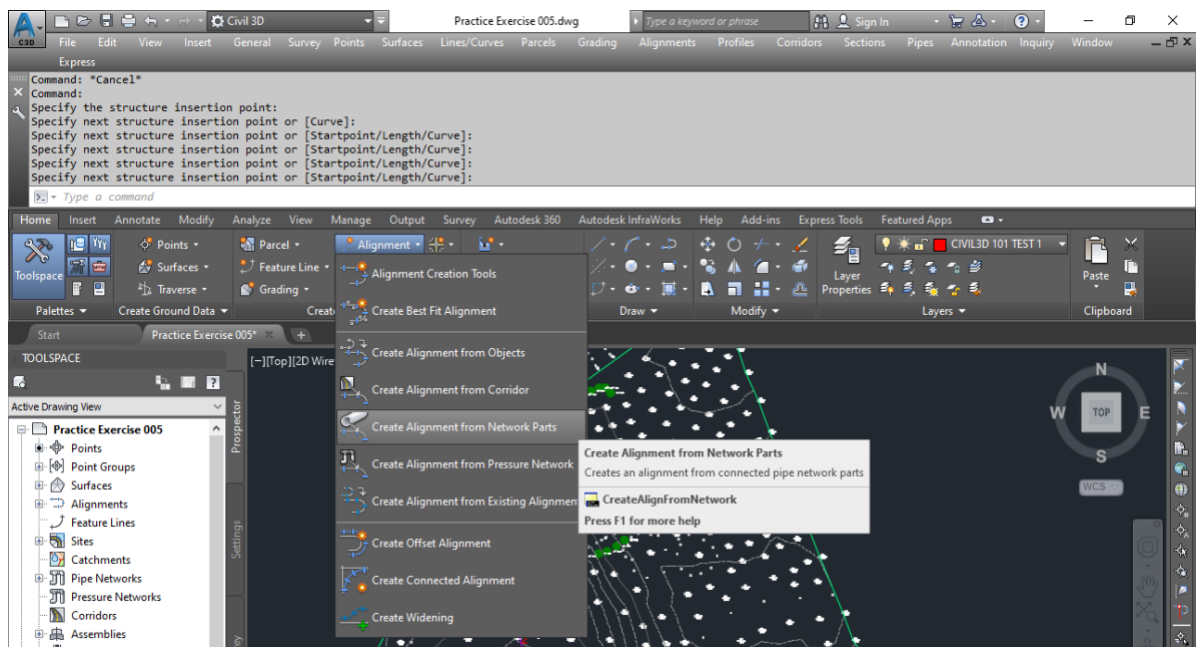 Civil 3D
Practice Exercise 005.dwg
Type a keyword or phrase
Sign In
C3D
File Edit View Insert General Survey Points Surfaces Lines/Curves Parcels Grading Alignments Profiles Corridors Sections Pipes Annotation Inquiry Window
Express
Command: *Cancel*
Command:
Specify the structure insertion point:
Specify next structure insertion point or [Curve]:
Specify next structure insertion point or [Startpoint/Length/Curve]:
Specify next structure insertion point or [Startpoint/Length/Curve]:
Specify next structure insertion point or [Startpoint/Length/Curve]:
Specify next structure insertion point or [Startpoint/Length/Curve]:
Type a command
Home Insert Annotate Modify Analyze View Manage Output Survey Autodesk 360 Autodesk InfraWorks Help Add-ins Express Tools Featured Apps
Toolspace
Points
Surfaces
Traverse
Parcel
Feature Line
Grading
Alignment
Layer
Properties
CIVIL3D 101 TEST 1
Paste
Palettes
Create Ground Data
Creat
Draw
Modify
Layers
Clipboard
Alignment Creation Tools
Create Best Fit Alignment
Create Alignment from Objects
Create Alignment from Corridor
Create Alignment from Network Parts
Create Alignment from Pressure Network
Create Alignment from Existing Alignmen
Create Offset Alignment
Create Connected Alignment
Create Widening
Create Alignment from Network Parts
Creates an alignment from connected pipe network parts
CreateAlignFromNetwork
Press F1 for more help
Start
Practice Exercise 005*
[−][Top][2D Wire
TOOLSPACE
Active Drawing View
Practice Exercise 005
Points
Point Groups
Surfaces
Alignments
Feature Lines
Sites
Catchments
Pipe Networks
Pressure Networks
Corridors
Assemblies
Prospector
Settings
N
W
TOP
E
S
WCS